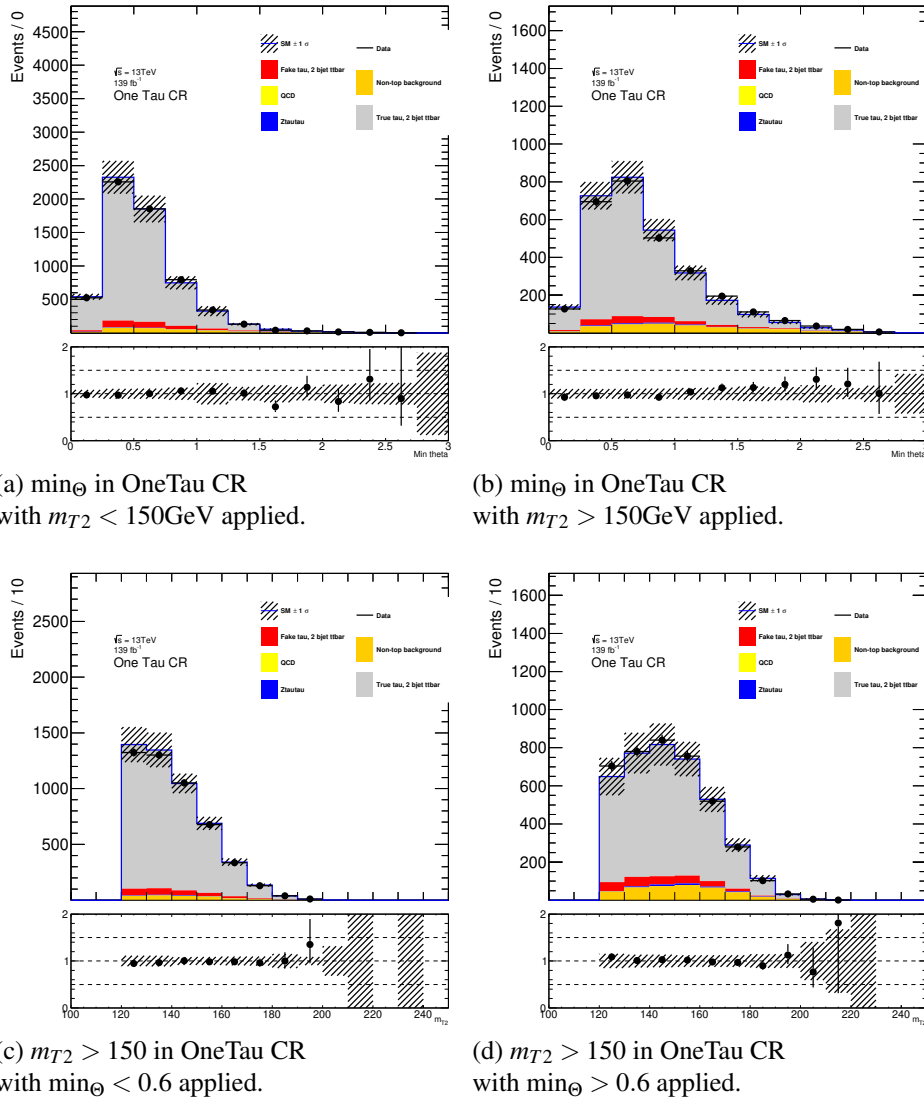 Events / 0
4500
4000
3500
3000
2500
2000
1500
1000
500
√s = 13TeV
139 fb-1
One Tau CR
SM ± 1 σ
Fake tau, 2 bjet ttbar
QCD
Ztautau
Data
Non-top background
True tau, 2 bjet ttbar
2
1
0
0 0.5 1 1.5 2 2.5 3
Min theta
Events / 0
1600
1400
1200
1000
800
600
400
200
√s = 13TeV
139 fb-1
One Tau CR
SM ± 1 σ
Fake tau, 2 bjet ttbar
QCD
Ztautau
Data
Non-top background
True tau, 2 bjet ttbar
2
1
0
0 0.5 1 1.5 2 2.5
Min theta
(a) minΘ in OneTau CR
with mT2 < 150GeV applied.
(b) minΘ in OneTau CR
with mT2 > 150GeV applied.
Events / 10
2500
2000
1500
1000
500
√s = 13TeV
139 fb-1
One Tau CR
SM ± 1 σ
Fake tau, 2 bjet ttbar
QCD
Ztautau
Data
Non-top background
True tau, 2 bjet ttbar
2
1
0
100 120 140 160 180 200 220 240
mT2
Events / 10
1600
1400
1200
1000
800
600
400
200
√s = 13TeV
139 fb-1
One Tau CR
SM ± 1 σ
Fake tau, 2 bjet ttbar
QCD
Ztautau
Data
Non-top background
True tau, 2 bjet ttbar
2
1
0
100 120 140 160 180 200 220 240
mT2
(c) mT2 > 150 in OneTau CR
with minΘ < 0.6 applied.
(d) mT2 > 150 in OneTau CR
with minΘ > 0.6 applied.